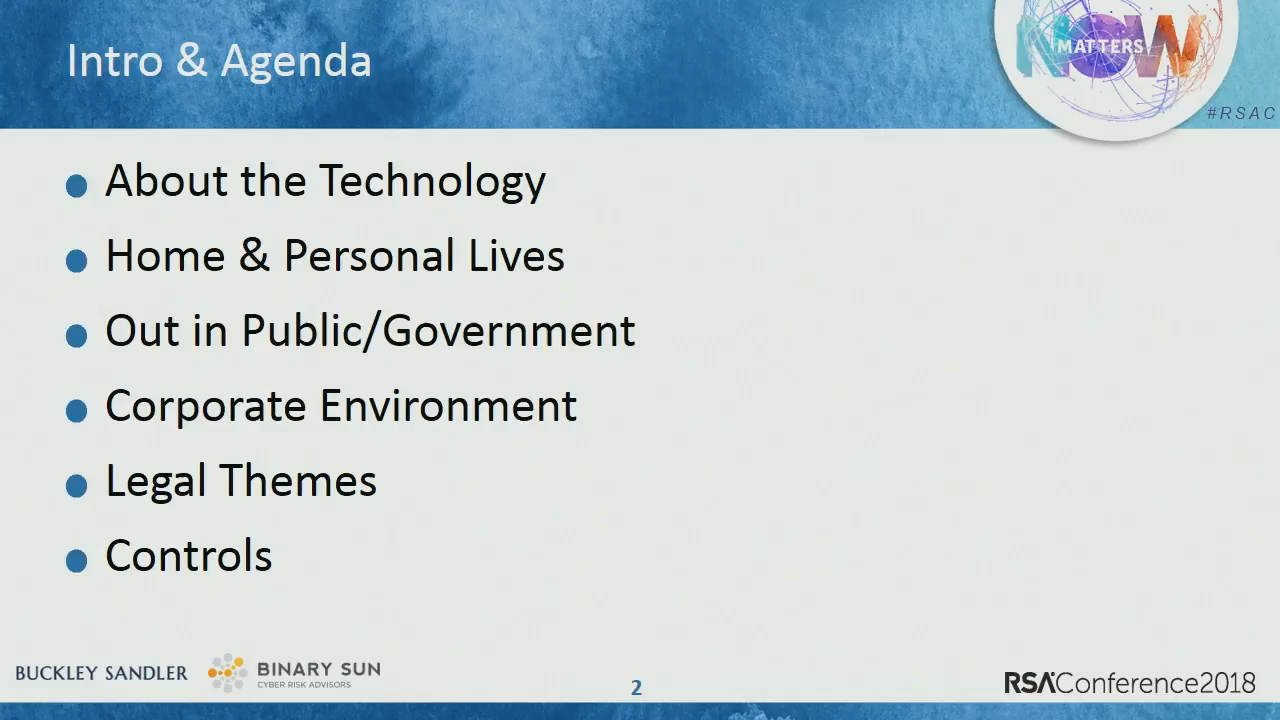 Intro & Agenda
NOW
MATTERS
#RSAC
About the Technology
Home & Personal Lives
Out in Public/Government
Corporate Environment
Legal Themes
Controls
BUCKLEY SANDLER
BINARY SUN
CYBER RISK ADVISORS
2
RSAConference2018